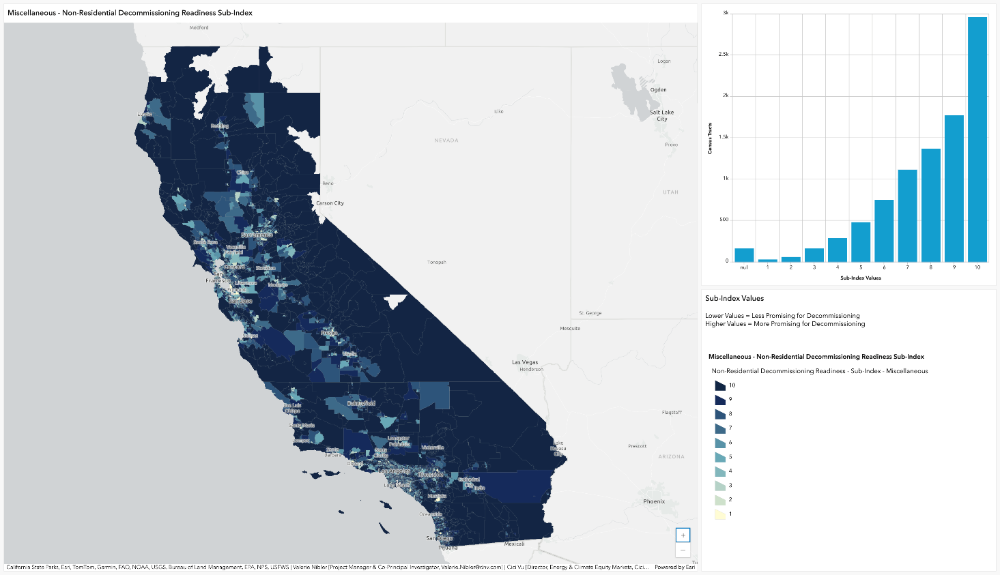 Miscellaneous - Non-Residential Decommissioning Readiness Sub-Index
Medford
Logan
Ogden
Salt Lake
City
Elko
Provo
NEVADA
Eureka
Redding
Chico
Reno
Carson City
UTAH
Sacramento
Santa Rosa
Vacaville
Fairfield
Concord
Stockton
San
Francisco
Livermore
Fremont
Modesto
San Jose
Tonopah
Salinas
Fresno
Visalia
St. George
Mesquite
Las Vegas
Henderson
San Luis
Obispo
Bakersfield
Santa Maria
Lompoc
Santa
Barbara
Santa
Clarita
Lancaster
Palmdale
Victorville
Oxnard
Los Angeles
Long Beach
Riverside
Cathedral
City
Indio
Murrieta
Oceanside
San Diego
Tijuana
Mexicali
Lake
Havasu
City
Flagstaff
Prescott
ARIZONA
Phoenix
+
−
California State Parks, Esri, TomTom, Garmin, FAO, NOAA, USGS, Bureau of Land Management, EPA, NPS, USFWS | Valerie Nibler [Project Manager & Co-Principal Investigator, Valerie.Nibler@dnv.com] | Cici Vu [Director, Energy & Climate Equity Markets, Cici...
Powered by Esri
3k
2.5k
2k
1.5k
1k
500
0
Census Tracts
null 1 2 3 4 5 6 7 8 9 10
Sub-Index Values
Sub-Index Values
Lower Values = Less Promising for Decommissioning
Higher Values = More Promising for Decommissioning
Miscellaneous - Non-Residential Decommissioning Readiness Sub-Index
Non-Residential Decommissioning Readiness - Sub-Index - Miscellaneous
10
9
8
7
6
5
4
3
2
1